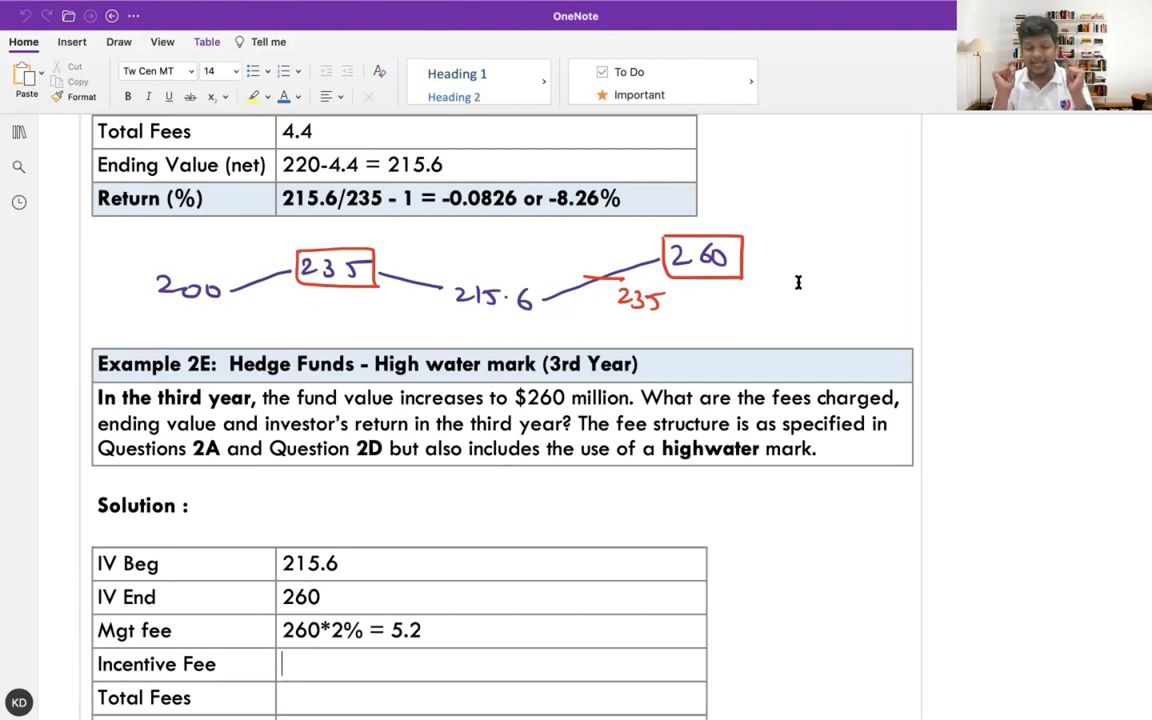 OneNote
Home Insert Draw View Table Tell me
Paste
Cut
Copy
Format
Tw Cen MT 14
B I U ab x₂ A
Heading 1
Heading 2
To Do
Important
Total Fees 4.4
Ending Value (net) 220-4.4 = 215.6
Return (%) 215.6/235 - 1 = -0.0826 or -8.26%
200 235 215.6 235 260
Example 2E: Hedge Funds - High water mark (3rd Year)
In the third year, the fund value increases to $260 million. What are the fees charged,
ending value and investor's return in the third year? The fee structure is as specified in
Questions 2A and Question 2D but also includes the use of a highwater mark.
Solution :
IV Beg 215.6
IV End 260
Mgt fee 260*2% = 5.2
Incentive Fee
Total Fees
KD